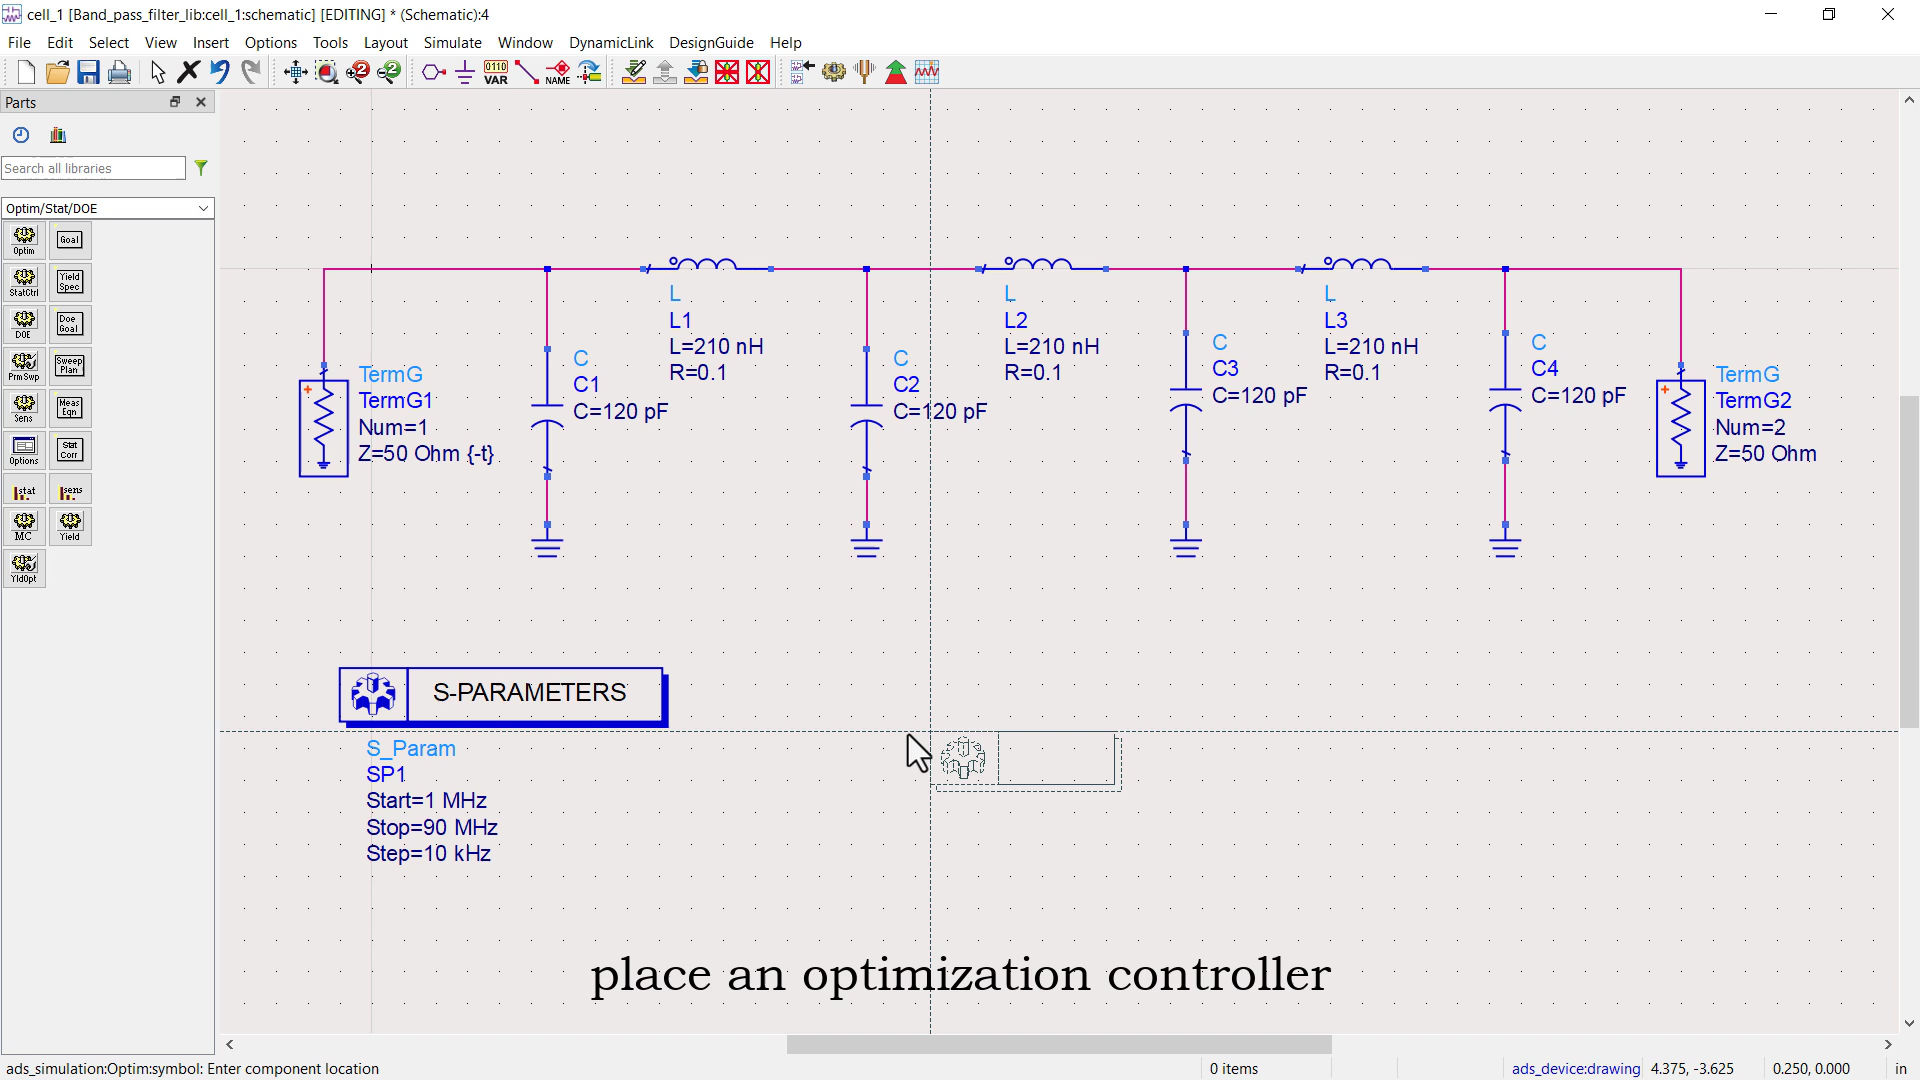 cell_1 [Band_pass_filter_lib:cell_1:schematic] [EDITING] * (Schematic):4
File Edit Select View Insert Options Tools Layout Simulate Window DynamicLink DesignGuide Help
0110
VAR
NAME
Parts
Search all libraries
Optim/Stat/DOE
Optim
Goal
StatCtrl
Yield
Spec
DOE
Doe
Goal
PrmSwp
Sweep
Plan
Sens
Meas
Eqn
Options
Stat
Corr
stat
sens
MC
Yield
YldOpt
TermG
TermG1
Num=1
Z=50 Ohm {-t}
C
C1
C=120 pF
L
L1
L=210 nH
R=0.1
C
C2
C=120 pF
L
L2
L=210 nH
R=0.1
C
C3
C=120 pF
L
L3
L=210 nH
R=0.1
C
C4
C=120 pF
TermG
TermG2
Num=2
Z=50 Ohm
S-PARAMETERS
S_Param
SP1
Start=1 MHz
Stop=90 MHz
Step=10 kHz
place an optimization controller
ads_simulation:Optim:symbol: Enter component location
0 items
ads_device:drawing
4.375, -3.625
0.250, 0.000
in